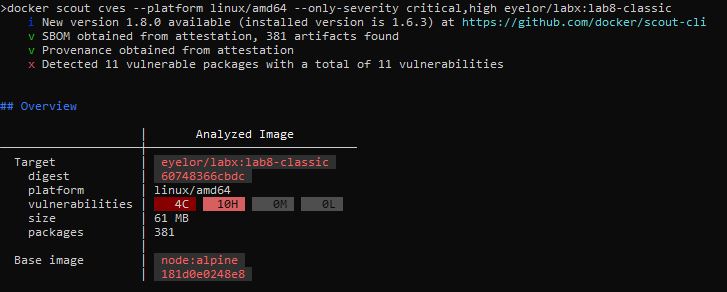 >docker scout cves --platform linux/amd64 --only-severity critical,high eyelor/labx:lab8-classic
i New version 1.8.0 available (installed version is 1.6.3) at https://github.com/docker/scout-cli
v SBOM obtained from attestation, 381 artifacts found
v Provenance obtained from attestation
x Detected 11 vulnerable packages with a total of 11 vulnerabilities
## Overview
│ Analyzed Image
Target │ eyelor/labx:lab8-classic
digest │ 60748366cbdc
platform │ linux/amd64
vulnerabilities │ 4C 10H 0M 0L
size │ 61 MB
packages │ 381
Base image │ node:alpine
│ 181d0e0248e8